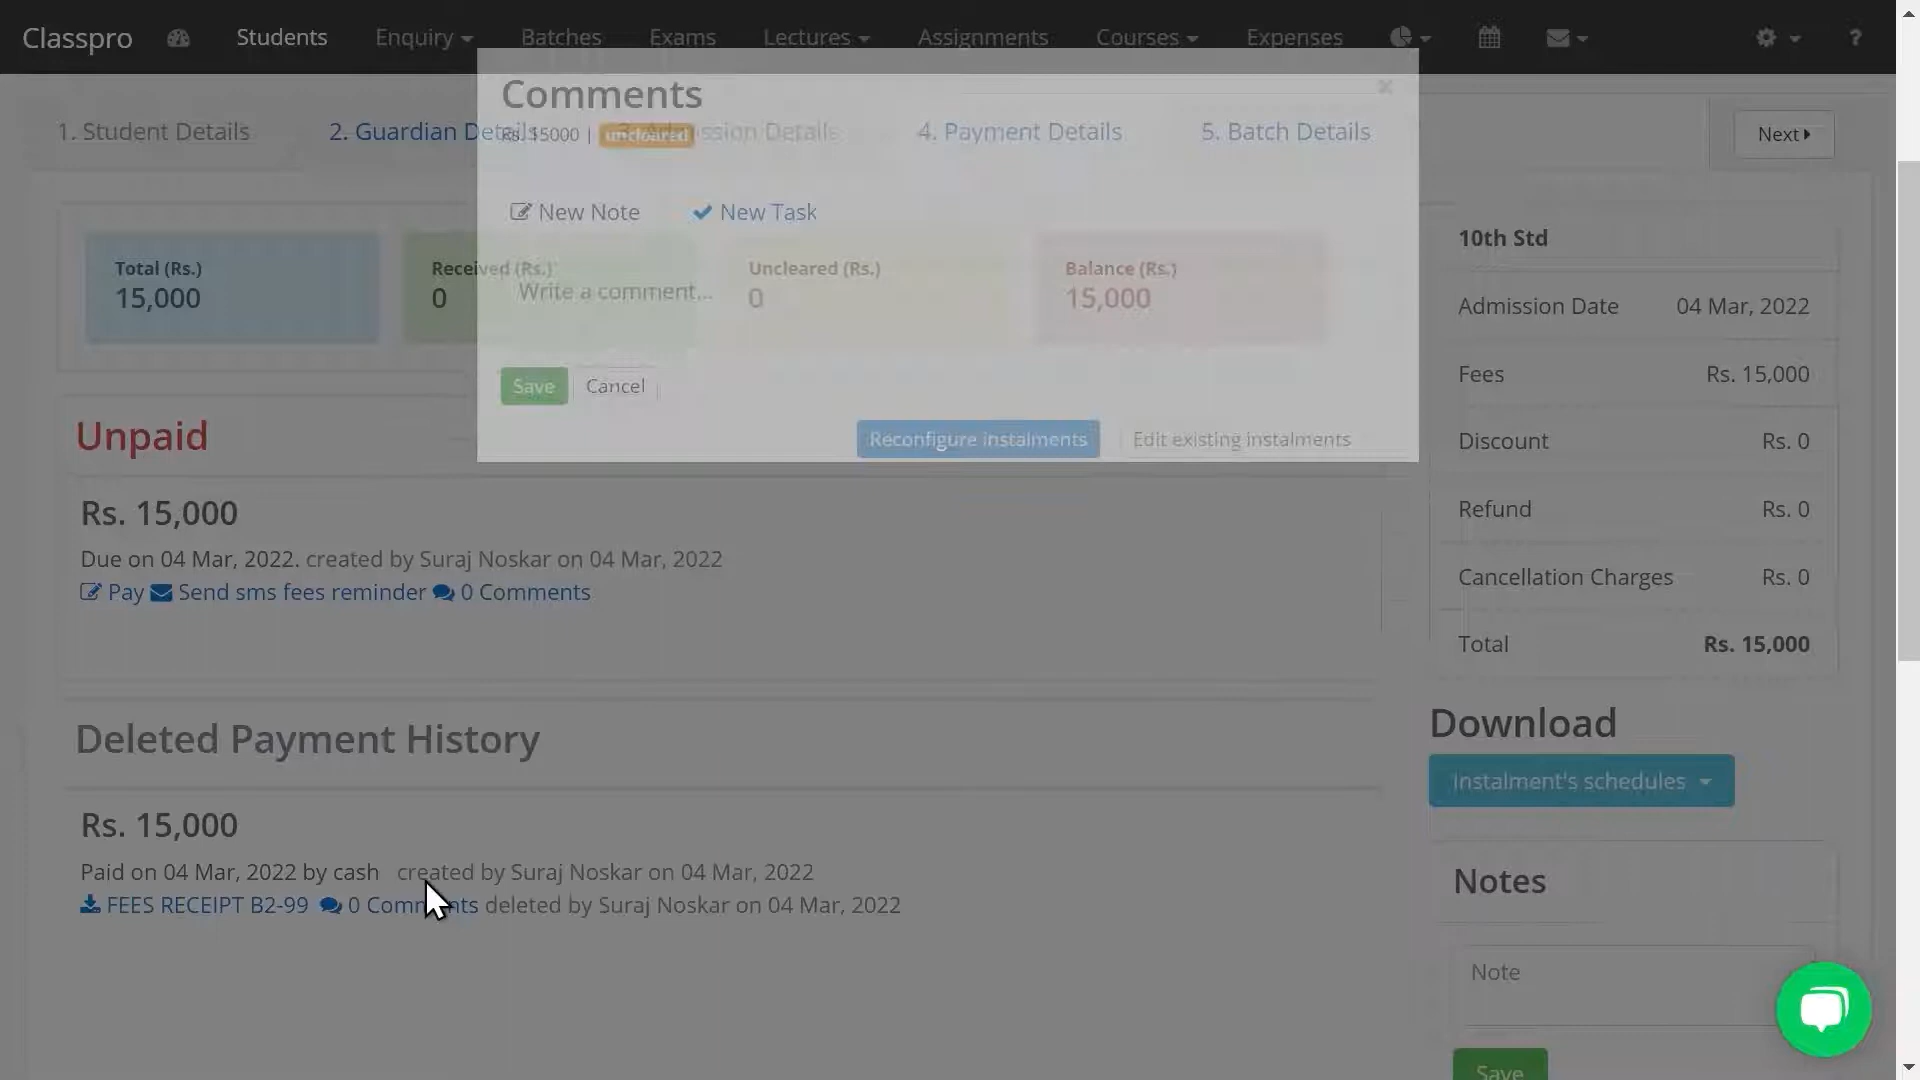 Classpro Students Enquiry Batches Exams Lectures Assignments Courses Expenses ?
Comments
1. Student Details 2. Guardian Details 3. Admission Details 4. Payment Details 5. Batch Details Next
Rs. 15000 | uncleared
New Note New Task
Total (Rs.) Received (Rs.) Uncleared (Rs.) Balance (Rs.)
15,000 0 0 15,000
Write a comment...
Save Cancel
Reconfigure instalments Edit existing instalments
Unpaid
Rs. 15,000
Due on 04 Mar, 2022. created by Suraj Noskar on 04 Mar, 2022
Pay Send sms fees reminder 0 Comments
Deleted Payment History
Rs. 15,000
Paid on 04 Mar, 2022 by cash created by Suraj Noskar on 04 Mar, 2022
FEES RECEIPT B2-99 0 Comments deleted by Suraj Noskar on 04 Mar, 2022
10th Std
Admission Date 04 Mar, 2022
Fees Rs. 15,000
Discount Rs. 0
Refund Rs. 0
Cancellation Charges Rs. 0
Total Rs. 15,000
Download
Instalment's schedules
Notes
Note
Save